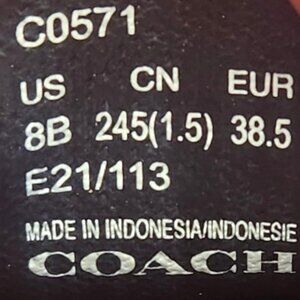 C0571
US CN EUR
8B 245(1.5) 38.5
E21/113
MADE IN INDONESIA/INDONESIE
COACH